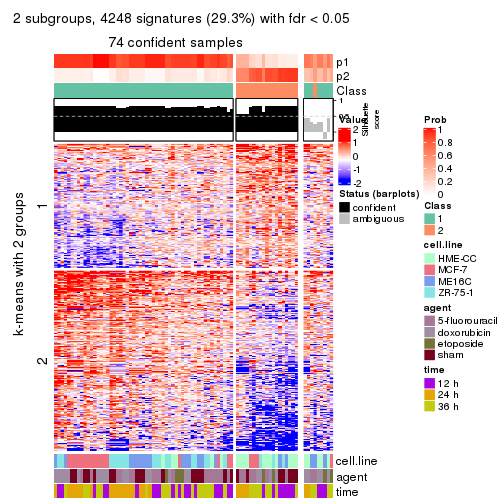 2 subgroups, 4248 signatures (29.3%) with fdr < 0.05
74 confident samples
p1
p2
Class
1
Silhouette
score
k-means with 2 groups
1
2
cell.line
agent
time
Value
2
1
0
-1
-2
Status (barplots)
confident
ambiguous
Prob
1
0.8
0.6
0.4
0.2
0
Class
1
2
cell.line
HME-CC
MCF-7
ME16C
ZR-75-1
agent
5-fluorouracil
doxorubicin
etoposide
sham
time
12 h
24 h
36 h